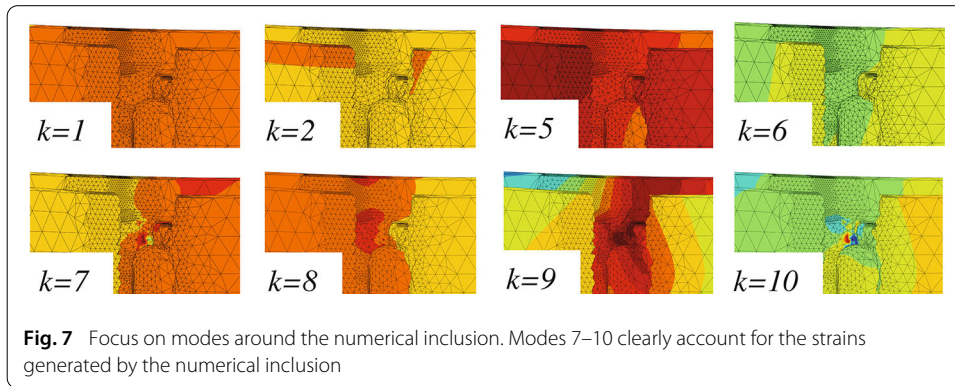 k=1
k=2
k=5
k=6
k=7
k=8
k=9
k=10
Fig. 7 Focus on modes around the numerical inclusion. Modes 7–10 clearly account for the strains
generated by the numerical inclusion